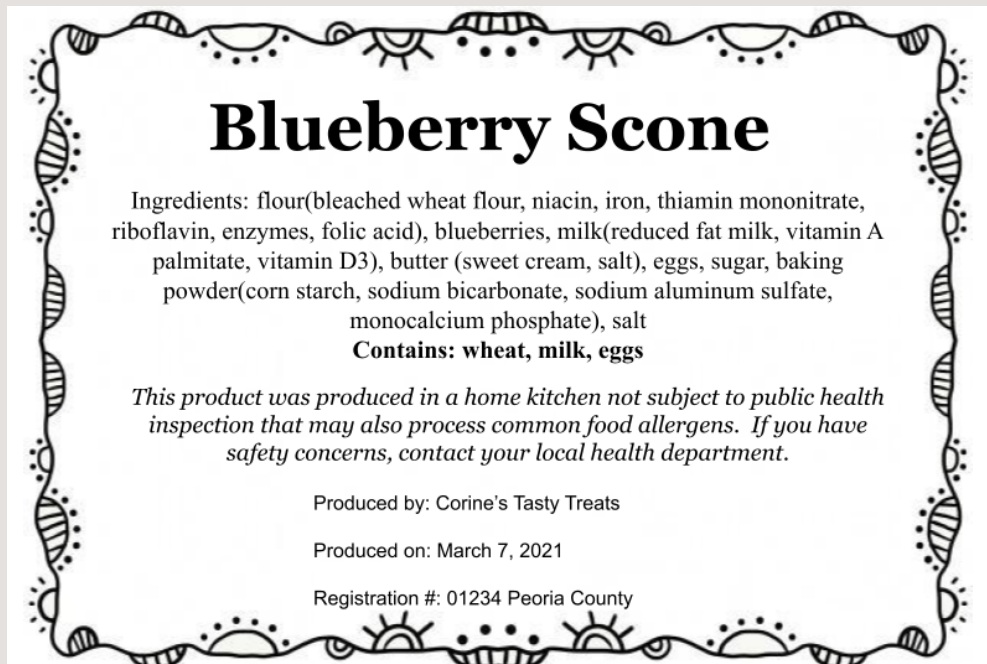 Blueberry Scone
Ingredients: flour(bleached wheat flour, niacin, iron, thiamin mononitrate,
riboflavin, enzymes, folic acid), blueberries, milk(reduced fat milk, vitamin A
palmitate, vitamin D3), butter (sweet cream, salt), eggs, sugar, baking
powder(corn starch, sodium bicarbonate, sodium aluminum sulfate,
monocalcium phosphate), salt
Contains: wheat, milk, eggs
This product was produced in a home kitchen not subject to public health
inspection that may also process common food allergens.  If you have
safety concerns, contact your local health department.
Produced by: Corine’s Tasty Treats
Produced on: March 7, 2021
Registration #: 01234 Peoria County